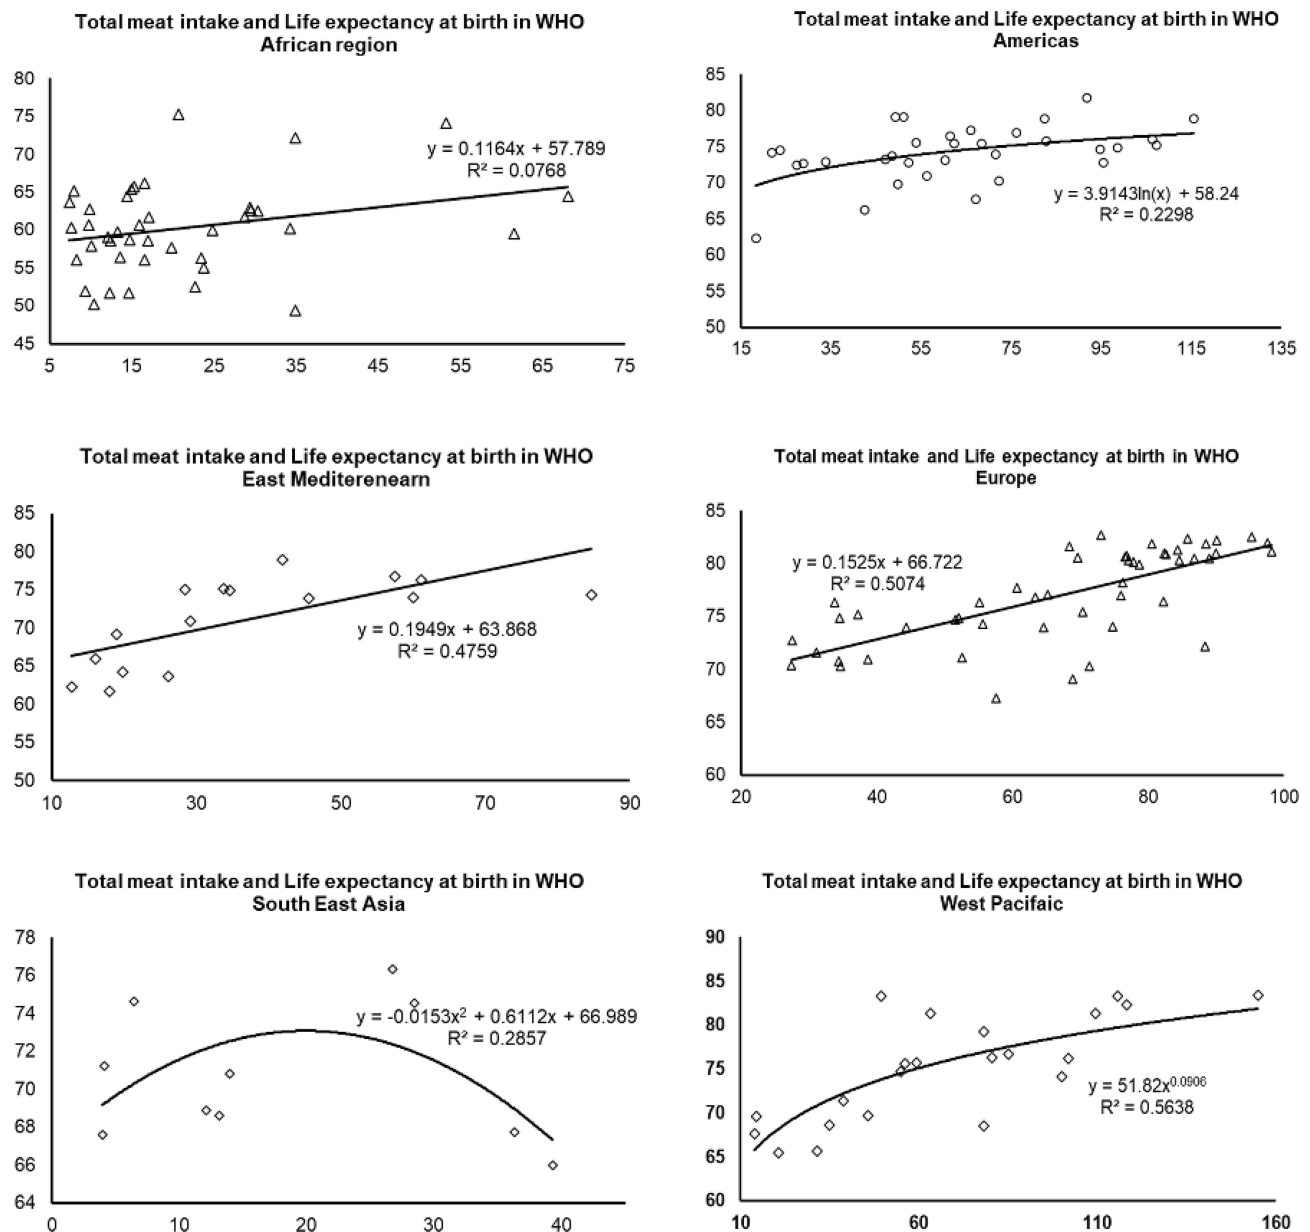 Total meat intake and Life expectancy at birth in WHO
African region
80
75
70
65
60
55
50
45
5 15 25 35 45 55 65 75
y = 0.1164x + 57.789
R² = 0.0768
Total meat intake and Life expectancy at birth in WHO
Americas
85
80
75
70
65
60
55
50
15 35 55 75 95 115 135
y = 3.9143ln(x) + 58.24
R² = 0.2298
Total meat intake and Life expectancy at birth in WHO
East Mediterenearn
85
80
75
70
65
60
55
50
10 30 50 70 90
y = 0.1949x + 63.868
R² = 0.4759
Total meat intake and Life expectancy at birth in WHO
Europe
85
80
75
70
65
60
20 40 60 80 100
y = 0.1525x + 66.722
R² = 0.5074
Total meat intake and Life expectancy at birth in WHO
South East Asia
78
76
74
72
70
68
66
64
0 10 20 30 40
y = -0.0153x² + 0.6112x + 66.989
R² = 0.2857
Total meat intake and Life expectancy at birth in WHO
West Pacifaic
90
85
80
75
70
65
60
10 60 110 160
y = 51.82x^0.0906
R² = 0.5638